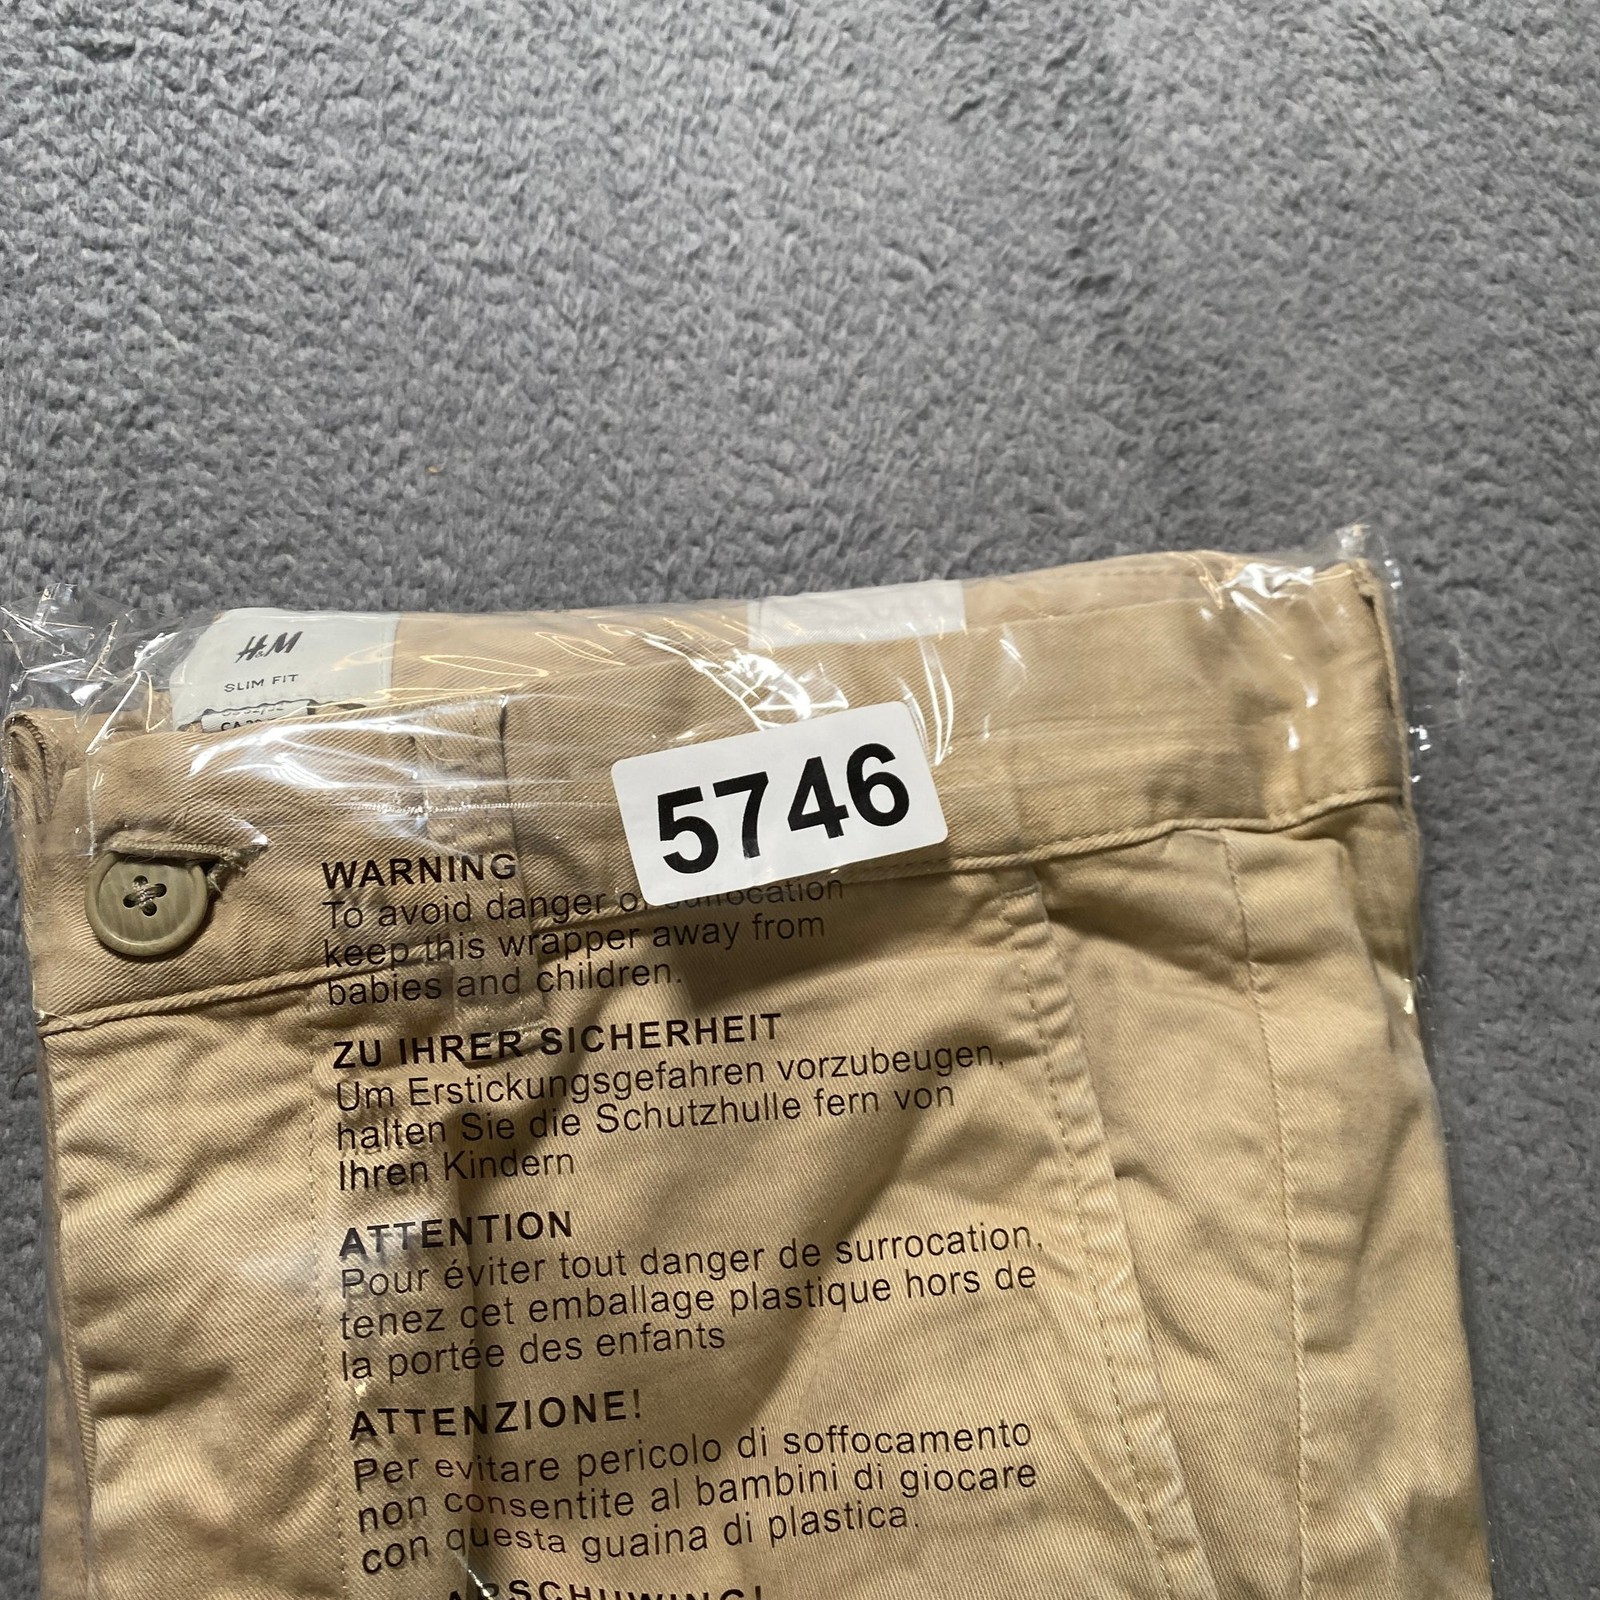 H&M
SLIM FIT
5746
WARNING
To avoid danger
keep this wrapper away from
babies and children.
ZU IHRER SICHERHEIT
Um Erstickungsgefahren vorzubeugen,
halten Sie die Schutzhulle fern von
Ihren Kindern
ATTENTION
Pour éviter tout danger de surrocation,
tenez cet emballage plastique hors de
la portée des enfants
ATTENZIONE!
Per evitare pericolo di soffocamento
non consentite al bambini di giocare
con questa guaina di plastica.